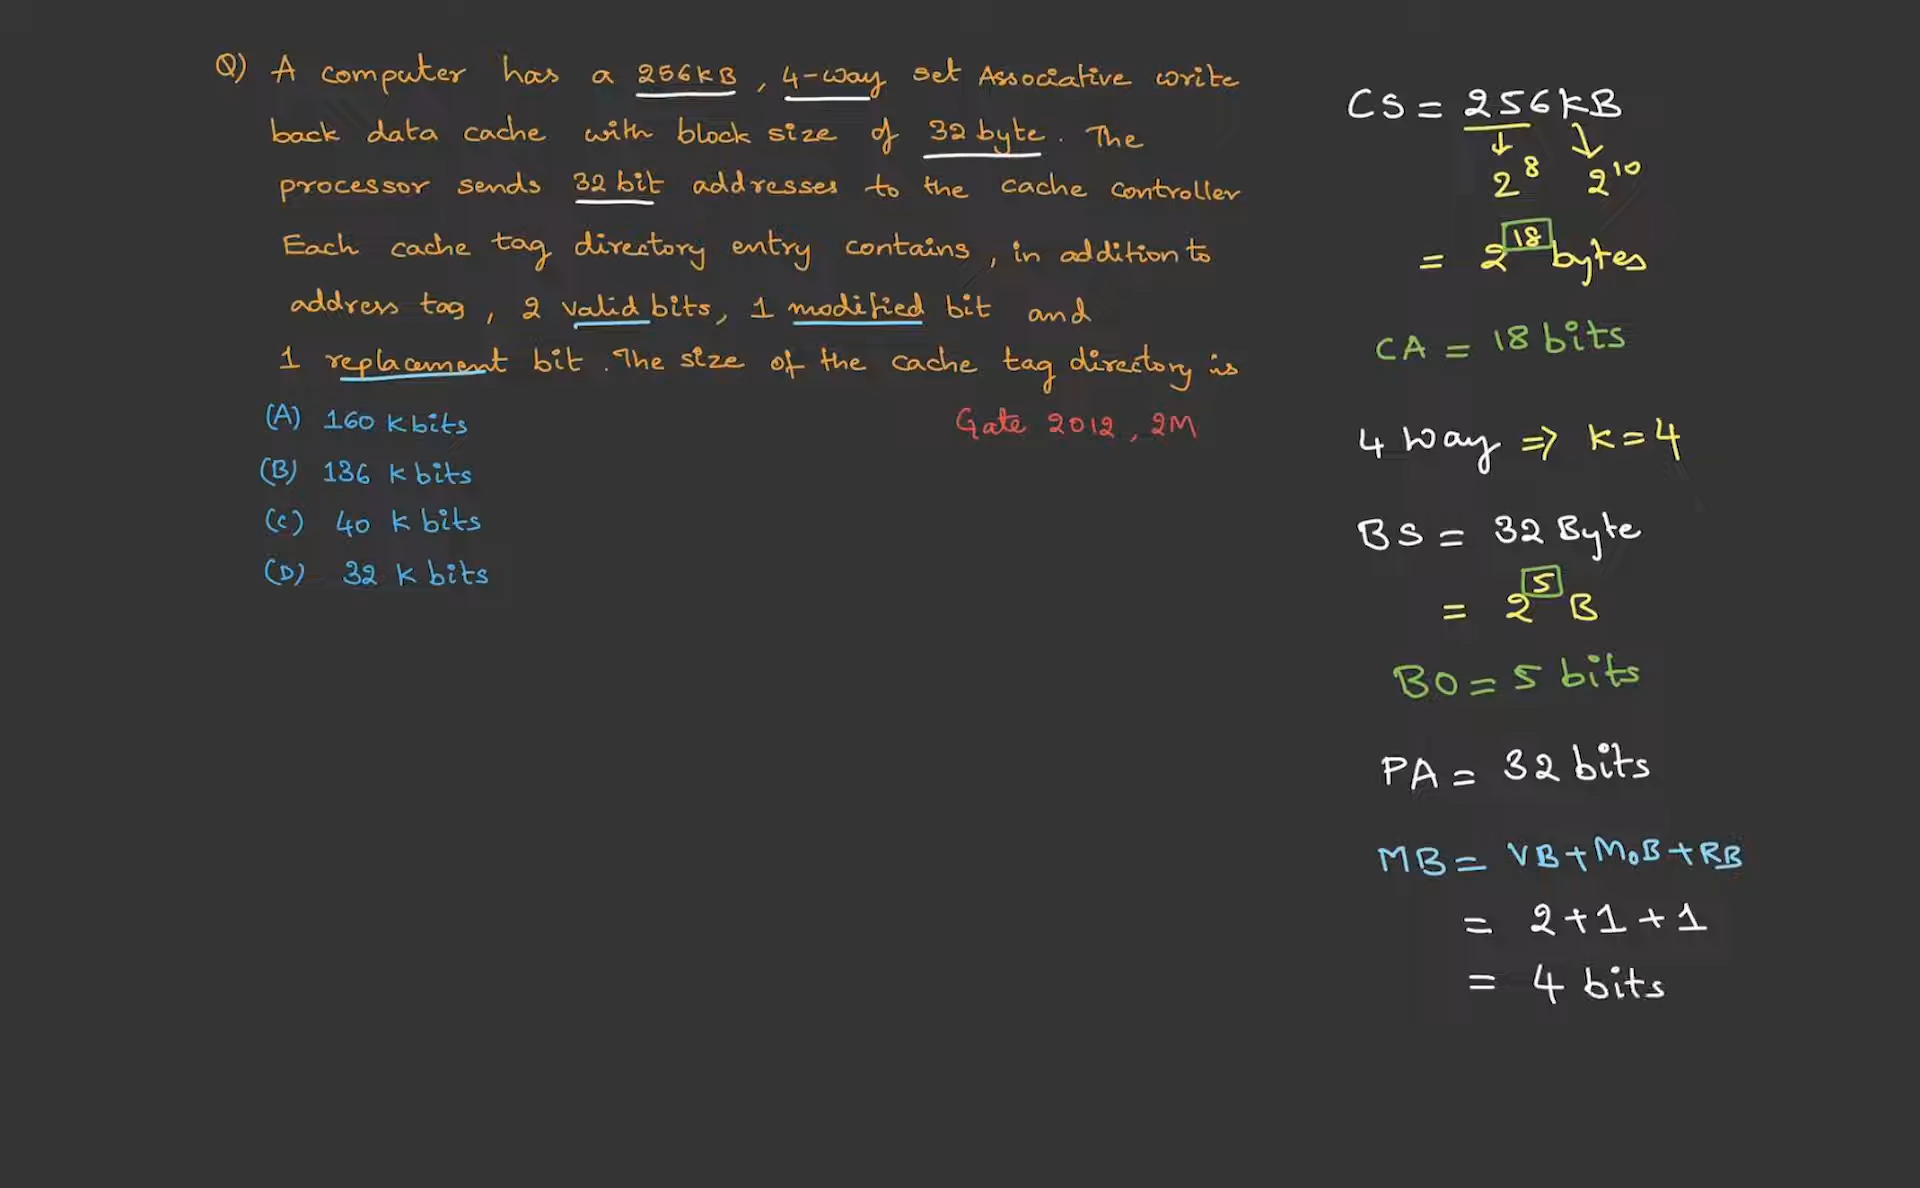 Q) A computer has a 256kB, 4-way set Associative write
back data cache with block size of 32 byte. The
processor sends 32 bit addresses to the cache controller
Each cache tag directory entry contains, in addition to
address tag, 2 valid bits, 1 modified bit and
1 replacement bit. The size of the cache tag directory is
(A) 160 k bits
Gate 2012, 2M
(B) 136 k bits
(C) 40 k bits
(D) 32 k bits
CS = 256kB
↓ ↘
2^8 2^10
= 2^18 bytes
CA = 18 bits
4 way => k=4
BS = 32 Byte
= 2^5 B
BO = 5 bits
PA = 32 bits
MB = VB + MoB + RB
= 2+1+1
= 4 bits